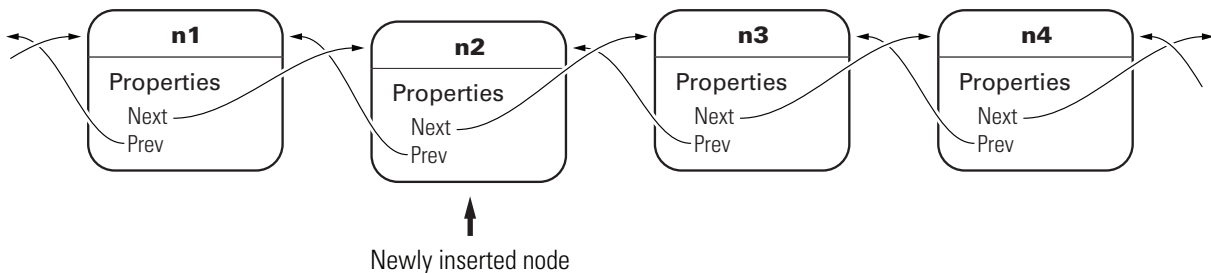 n1
Properties
Next
Prev
n2
Properties
Next
Prev
n3
Properties
Next
Prev
n4
Properties
Next
Prev
Newly inserted node